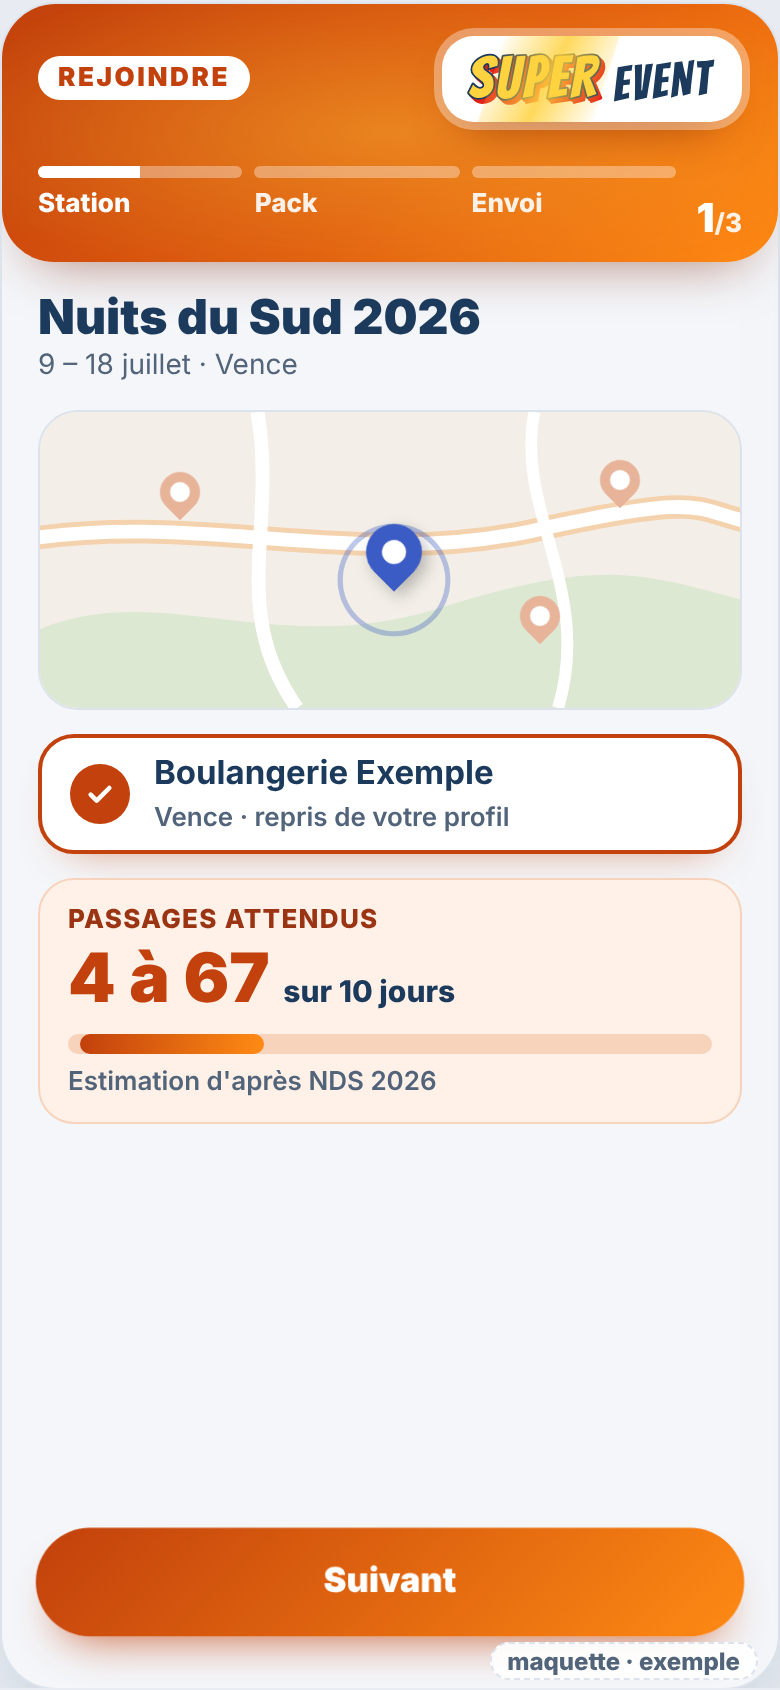 REJOINDRE
SUPER EVENT
Station
Pack
Envoi
1/3
Nuits du Sud 2026
9 – 18 juillet · Vence
Boulangerie Exemple
Vence · repris de votre profil
PASSAGES ATTENDUS
4 à 67 sur 10 jours
Estimation d'après NDS 2026
Suivant
maquette · exemple